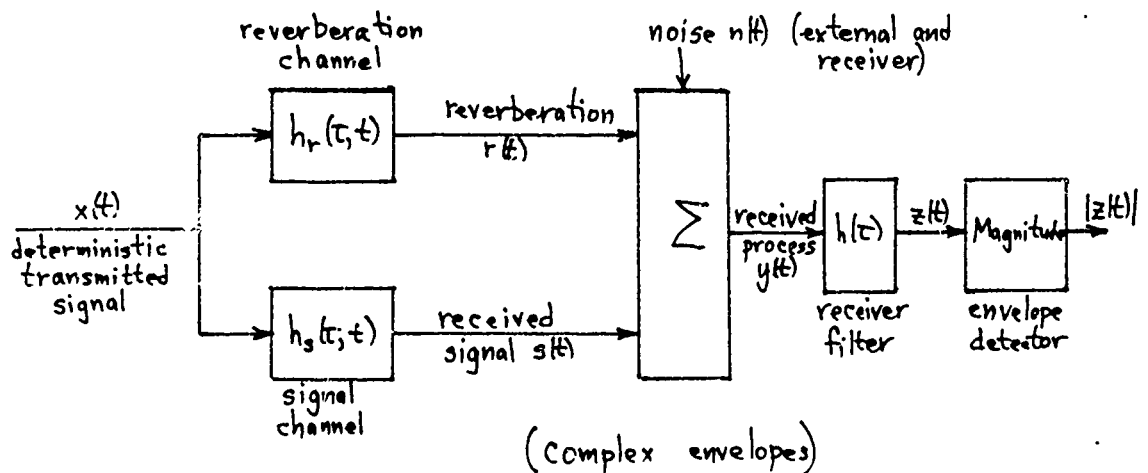 reverberation
channel
noise n(t) (external and
receiver)
h_r(τ,t)
reverberation
r(t)
x(t)
deterministic
transmitted
signal
Σ
received
process
y(t)
h(τ)
z(t)
Magnitude
|z(t)|
receiver
filter
envelope
detector
h_s(τ;t)
received
signal s(t)
signal
channel
(complex envelopes)